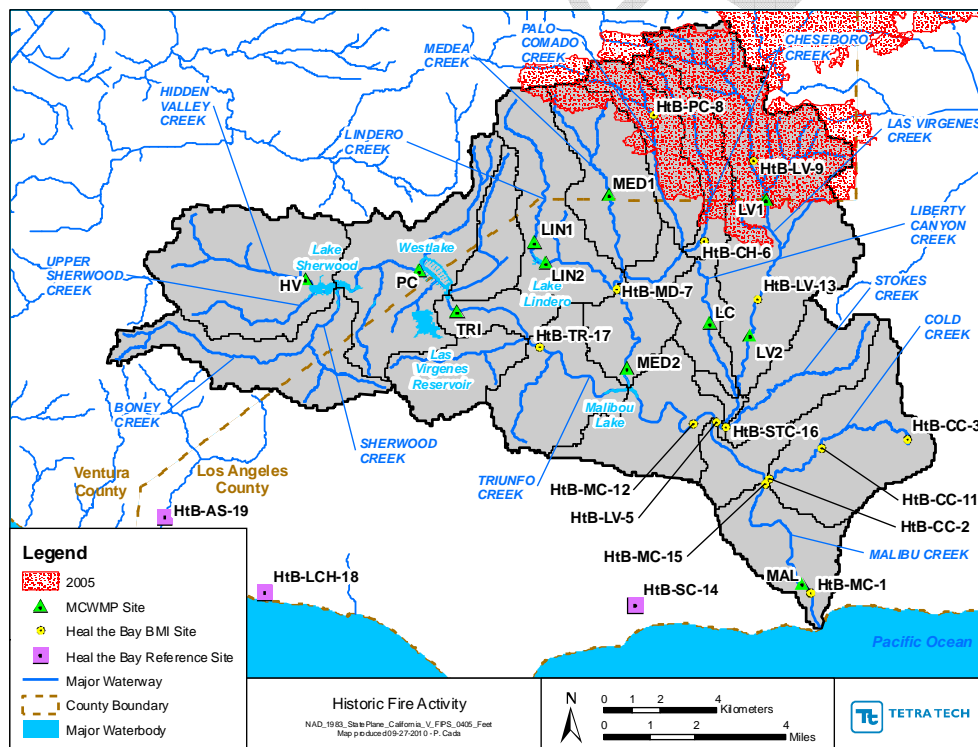 PALO
COMADO
CREEK
CHESEBORO
CREEK
MEDEA
CREEK
HIDDEN
VALLEY
CREEK
LINDERO
CREEK
LAS VIRGENES
CREEK
HtB-PC-8
HtB-LV-9
MED1
LV1
LIBERTY
CANYON
CREEK
LIN1
HtB-CH-6
Lake
Sherwood
Westlake
UPPER
SHERWOOD
CREEK
HV
PC
LIN2
Lake
Lindero
HtB-MD-7
HtB-LV-13
STOKES
CREEK
COLD
CREEK
TRI
LC
LV2
HtB-TR-17
Las
Virgenes
Reservoir
MED2
BONEY
CREEK
Malibou
Lake
HtB-STC-16
HtB-CC-3
SHERWOOD
CREEK
Ventura
County
Los Angeles
County
TRIUNFO
CREEK
HtB-MC-12
HtB-LV-5
HtB-CC-11
HtB-AS-19
HtB-CC-2
HtB-MC-15
MALIBU CREEK
HtB-LCH-18
HtB-SC-14
MAL
HtB-MC-1
Pacific Ocean
Legend
2005
MCWMP Site
Heal the Bay BMI Site
Heal the Bay Reference Site
Major Waterway
County Boundary
Major Waterbody
Historic Fire Activity
NAD_1983_StatePlane_California_V_FIPS_0405_Feet
Map produced 09-27-2010 - P. Cada
N
0 1 2 4
Kilometers
0 1 2 4
Miles
Tt TETRA TECH